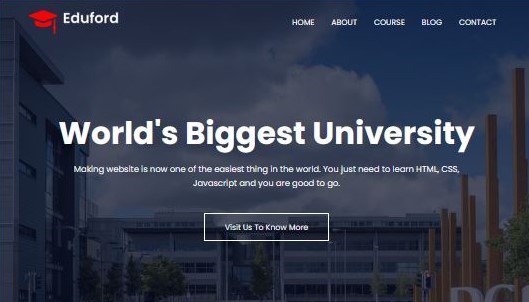 Eduford
HOME ABOUT COURSE BLOG CONTACT
World's Biggest University
Making website is now one of the easiest thing in the world. You just need to learn HTML, CSS,
Javascript and you are good to go.
Visit Us To Know More